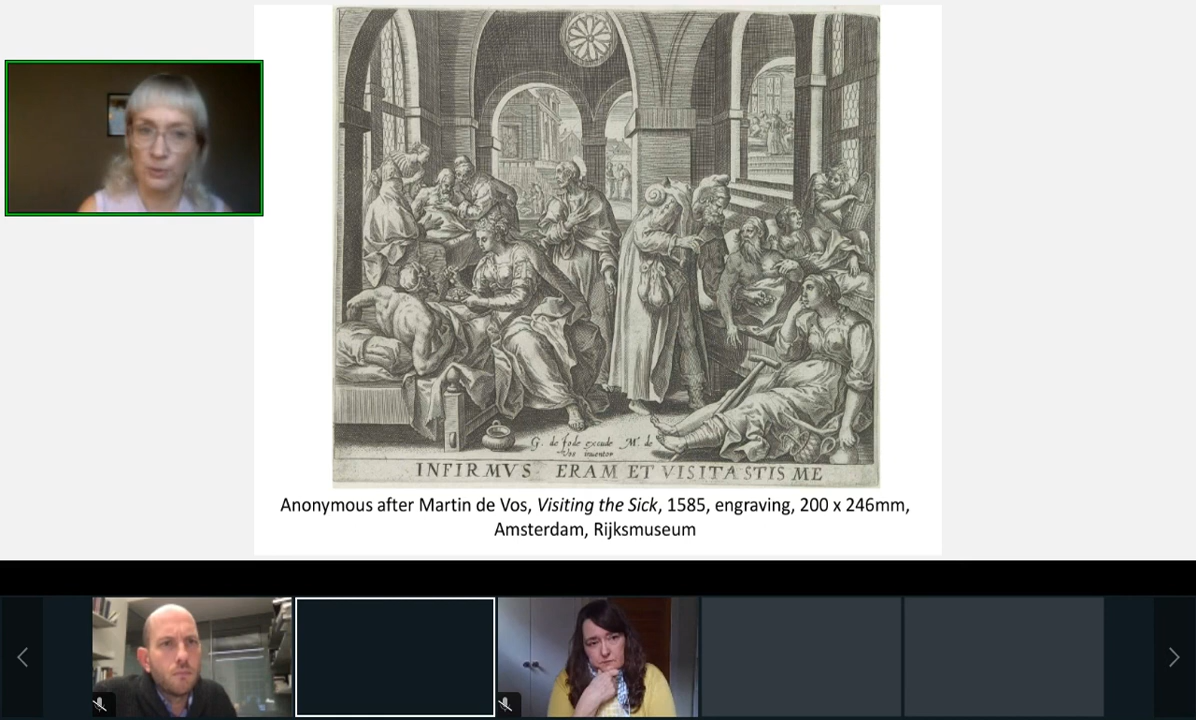 G. de Jode excude M. de
Vos inuentor
INFIRMVS ERAM ET VISITASTIS ME
Anonymous after Martin de Vos, Visiting the Sick, 1585, engraving, 200 x 246mm,
Amsterdam, Rijksmuseum